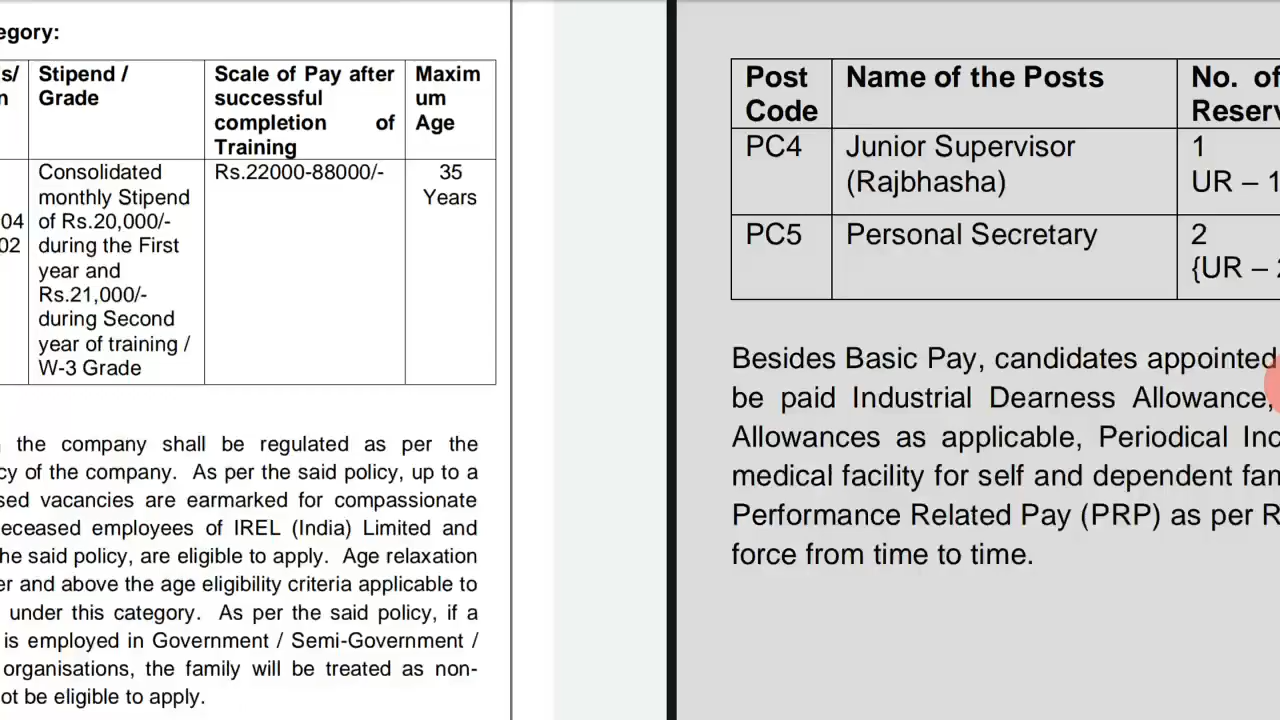 egory:
s/
n
Stipend /
Grade
Scale of Pay after
successful
completion of
Training
Maxim
um
Age
04
02
Consolidated
monthly Stipend
of Rs.20,000/-
during the First
year and
Rs.21,000/-
during Second
year of training /
W-3 Grade
Rs.22000-88000/-
35
Years
the company shall be regulated as per the
cy of the company. As per the said policy, up to a
sed vacancies are earmarked for compassionate
eceased employees of IREL (India) Limited and
he said policy, are eligible to apply. Age relaxation
er and above the age eligibility criteria applicable to
under this category. As per the said policy, if a
is employed in Government / Semi-Government /
organisations, the family will be treated as non-
ot be eligible to apply.
Post
Code
Name of the Posts
No. of
Reserv
PC4
Junior Supervisor
(Rajbhasha)
1
UR – 1
PC5
Personal Secretary
2
{UR – 2
Besides Basic Pay, candidates appointed
be paid Industrial Dearness Allowance,
Allowances as applicable, Periodical Inc
medical facility for self and dependent fam
Performance Related Pay (PRP) as per R
force from time to time.